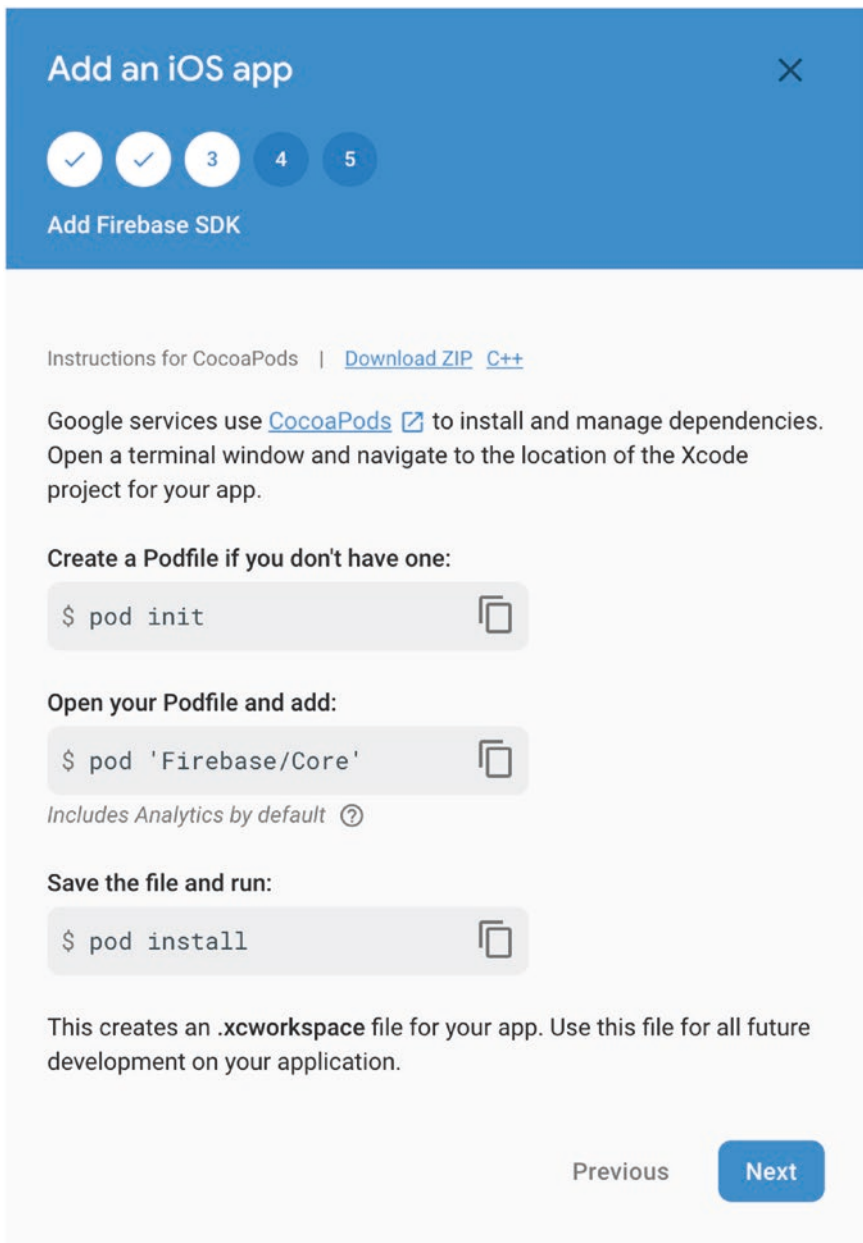 Add an iOS app
3 4 5
Add Firebase SDK
Instructions for CocoaPods | Download ZIP C++
Google services use CocoaPods to install and manage dependencies.
Open a terminal window and navigate to the location of the Xcode
project for your app.
Create a Podfile if you don't have one:
$ pod init
Open your Podfile and add:
$ pod 'Firebase/Core'
Includes Analytics by default ?
Save the file and run:
$ pod install
This creates an .xcworkspace file for your app. Use this file for all future
development on your application.
Previous Next